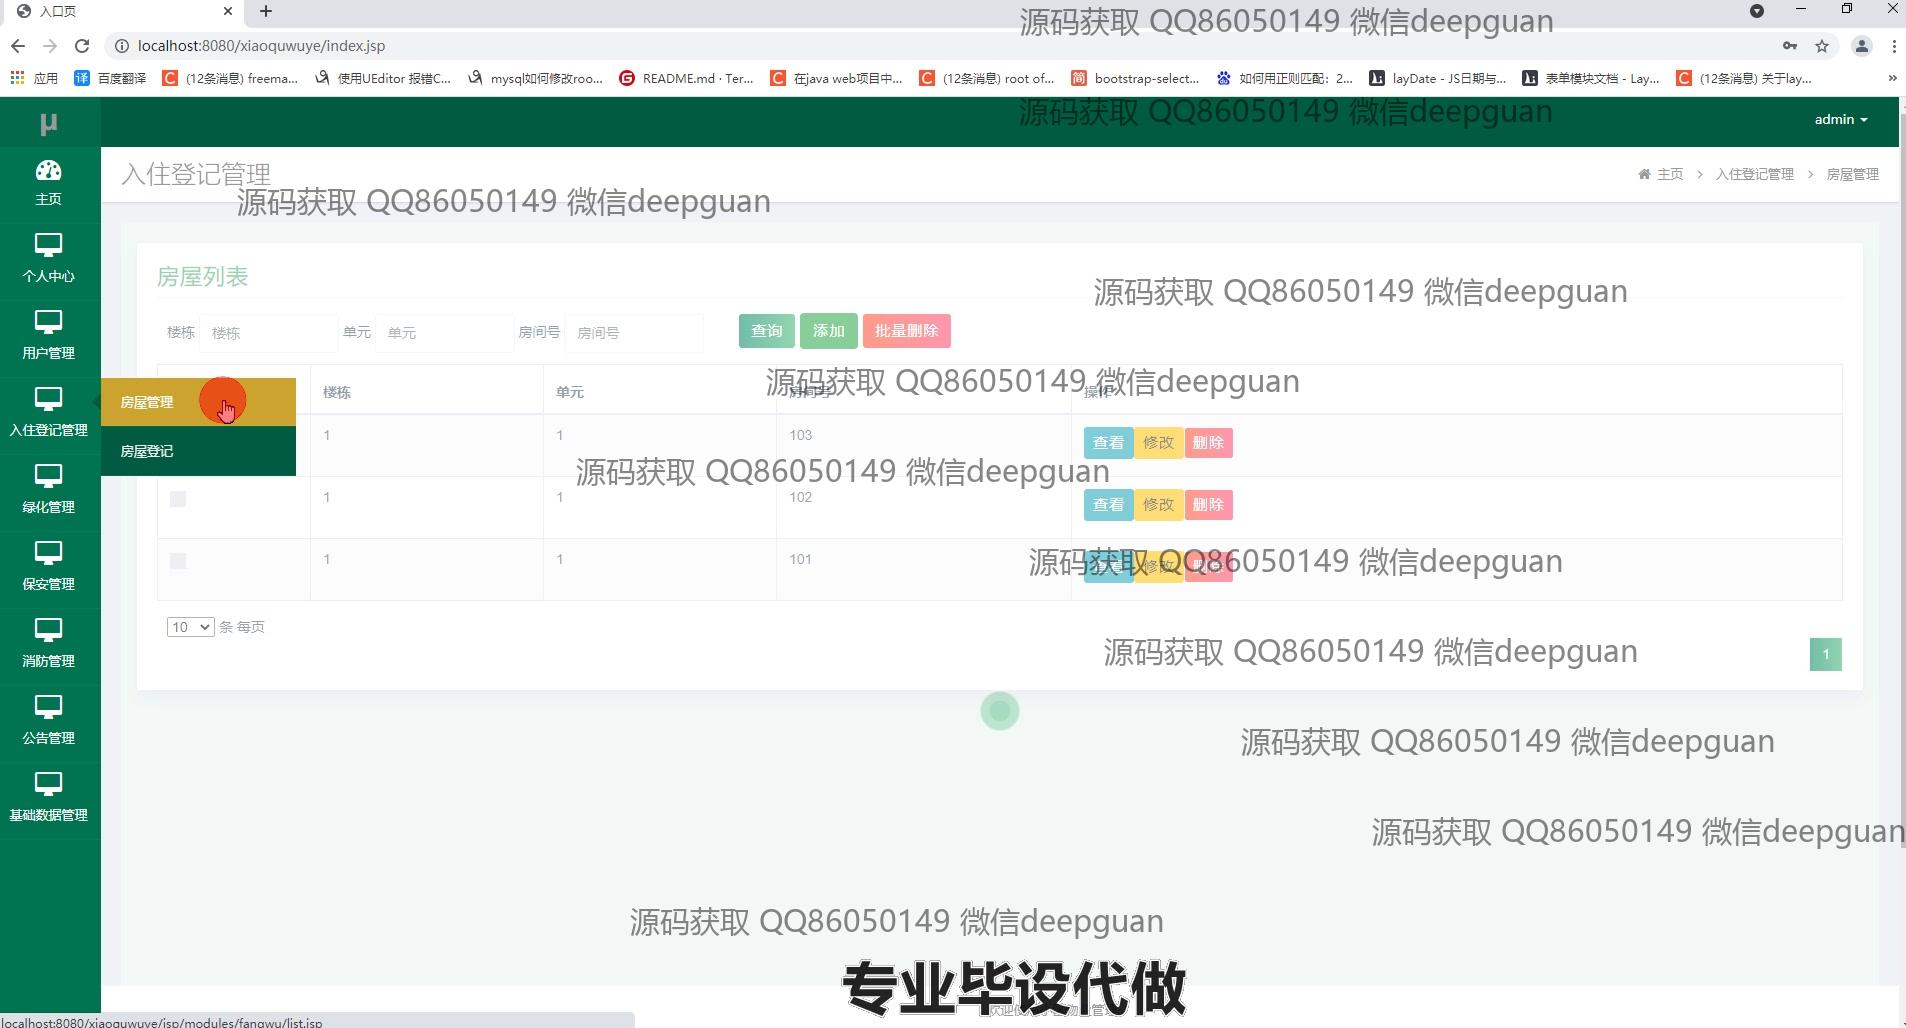 入口页
源码获取 QQ86050149 微信deepguan
localhost:8080/xiaoquwuye/index.jsp
应用 百度翻译 (12条消息) freema... 使用UEditor 报错C... mysql如何修改roo... README.md · Ter... 在java web项目中... (12条消息) root of... bootstrap-select... 如何用正则匹配：2... layDate - JS日期与... 表单模块文档 - Lay... (12条消息) 关于lay...
源码获取 QQ86050149 微信deepguan
μ
admin
主页
入住登记管理
主页 > 入住登记管理 > 房屋管理
源码获取 QQ86050149 微信deepguan
个人中心
房屋列表
源码获取 QQ86050149 微信deepguan
楼栋 楼栋 单元 单元 房间号 房间号 查询 添加 批量删除
用户管理
源码获取 QQ86050149 微信deepguan
楼栋 单元 房间号 操作
房屋管理
入住登记管理
1 1 103 查看 修改 删除
房屋登记
源码获取 QQ86050149 微信deepguan
1 1 102 查看 修改 删除
绿化管理
1 1 101 查看 修改 删除
源码获取 QQ86050149 微信deepguan
保安管理
10 条 每页
源码获取 QQ86050149 微信deepguan
1
消防管理
公告管理
源码获取 QQ86050149 微信deepguan
基础数据管理
源码获取 QQ86050149 微信deepguan
源码获取 QQ86050149 微信deepguan
专业毕设代做
localhost:8080/xiaoquwuye/jsp/modules/fangwu/list.jsp